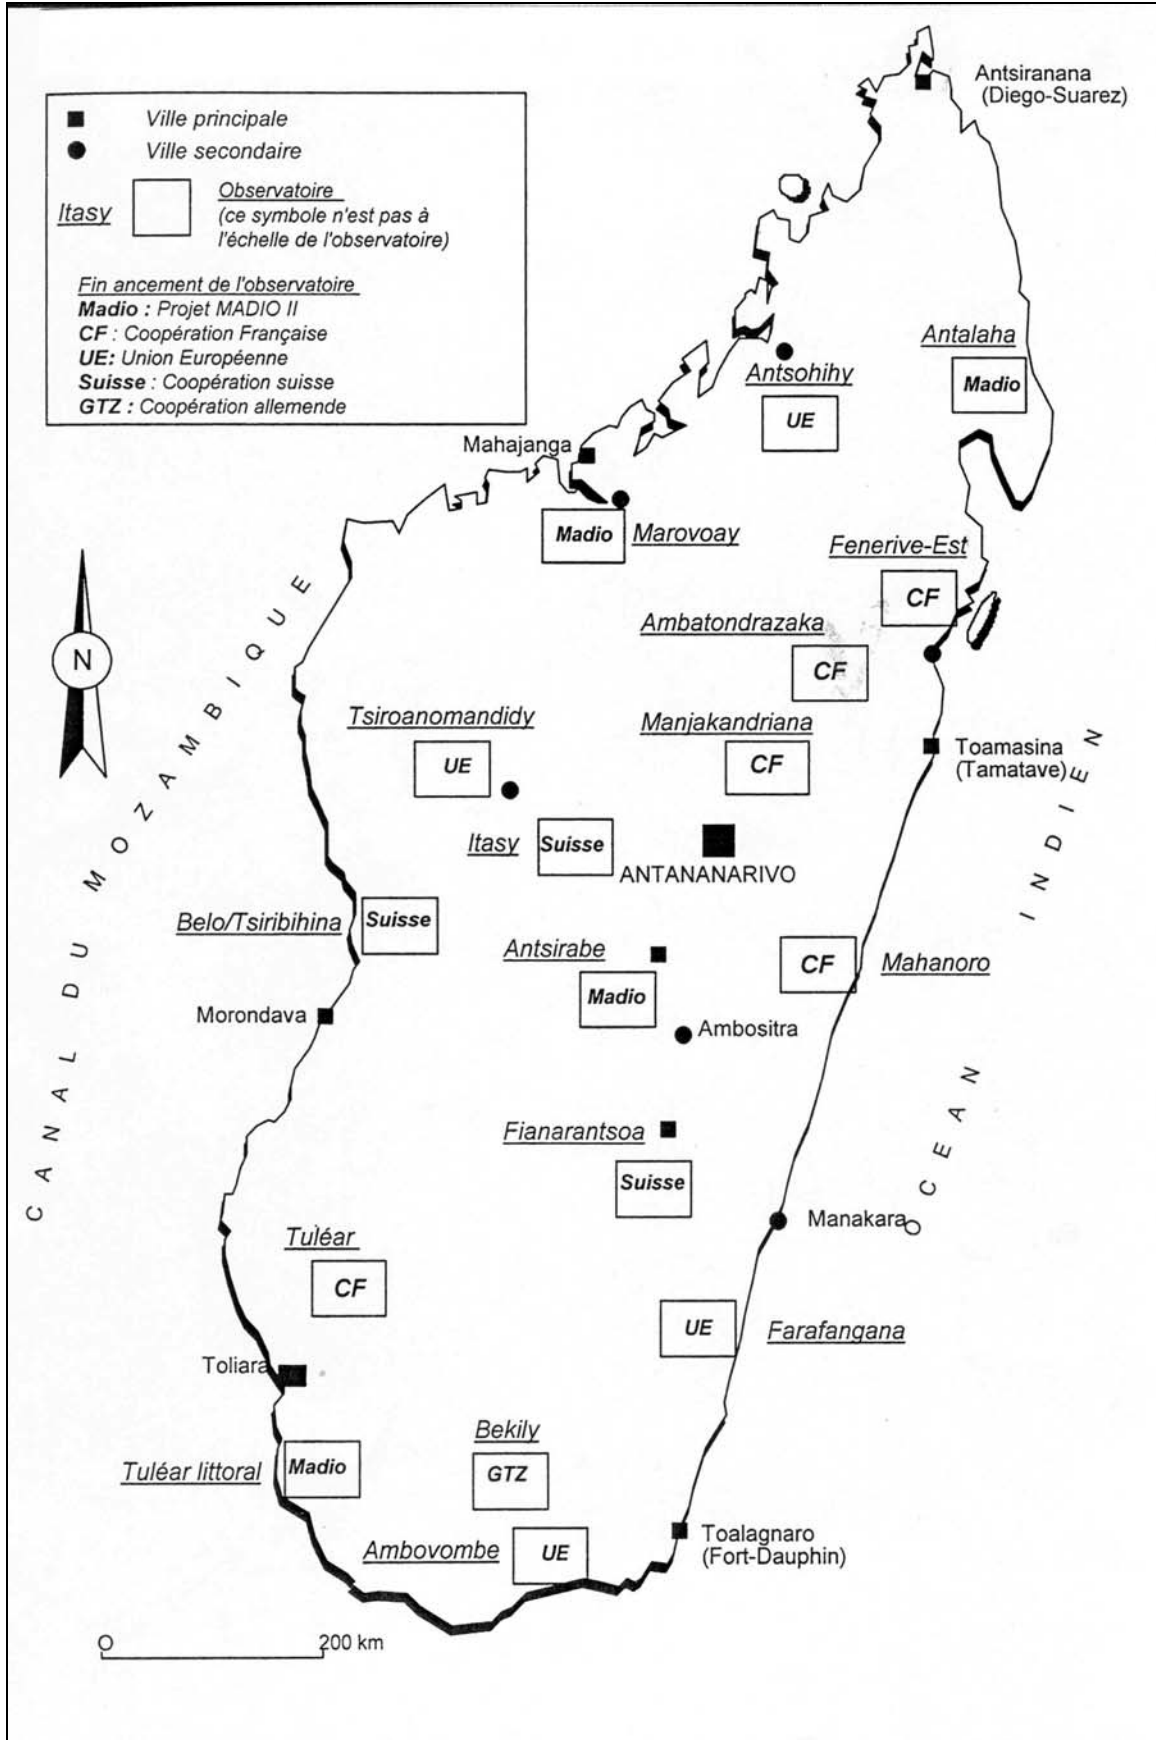 Antsiranana
(Diego-Suarez)
Ville principale
Ville secondaire
Itasy
Observatoire
(ce symbole n'est pas à
l'échelle de l'observatoire)
Fin ancement de l'observatoire
Madio : Projet MADIO II
CF : Coopération Française
UE: Union Européenne
Suisse : Coopération suisse
GTZ : Coopération allemende
Antalaha
Madio
Antsohihy
UE
Mahajanga
Madio
Marovoay
Fenerive-Est
CF
N
Ambatondrazaka
CF
Tsiroanomandidy
UE
Manjakandriana
CF
Toamasina
(Tamatave)
Itasy
Suisse
ANTANANARIVO
Belo/Tsiribihina
Suisse
Antsirabe
Madio
CF
Mahanoro
Morondava
Ambositra
CANAL DU MOZAMBIQUE
OCEAN INDIEN
Fianarantsoa
Suisse
Manakara
Tuléar
CF
UE
Farafangana
Toliara
Bekily
GTZ
Tuléar littoral
Madio
Ambovombe
UE
Toalagnaro
(Fort-Dauphin)
O
200 km